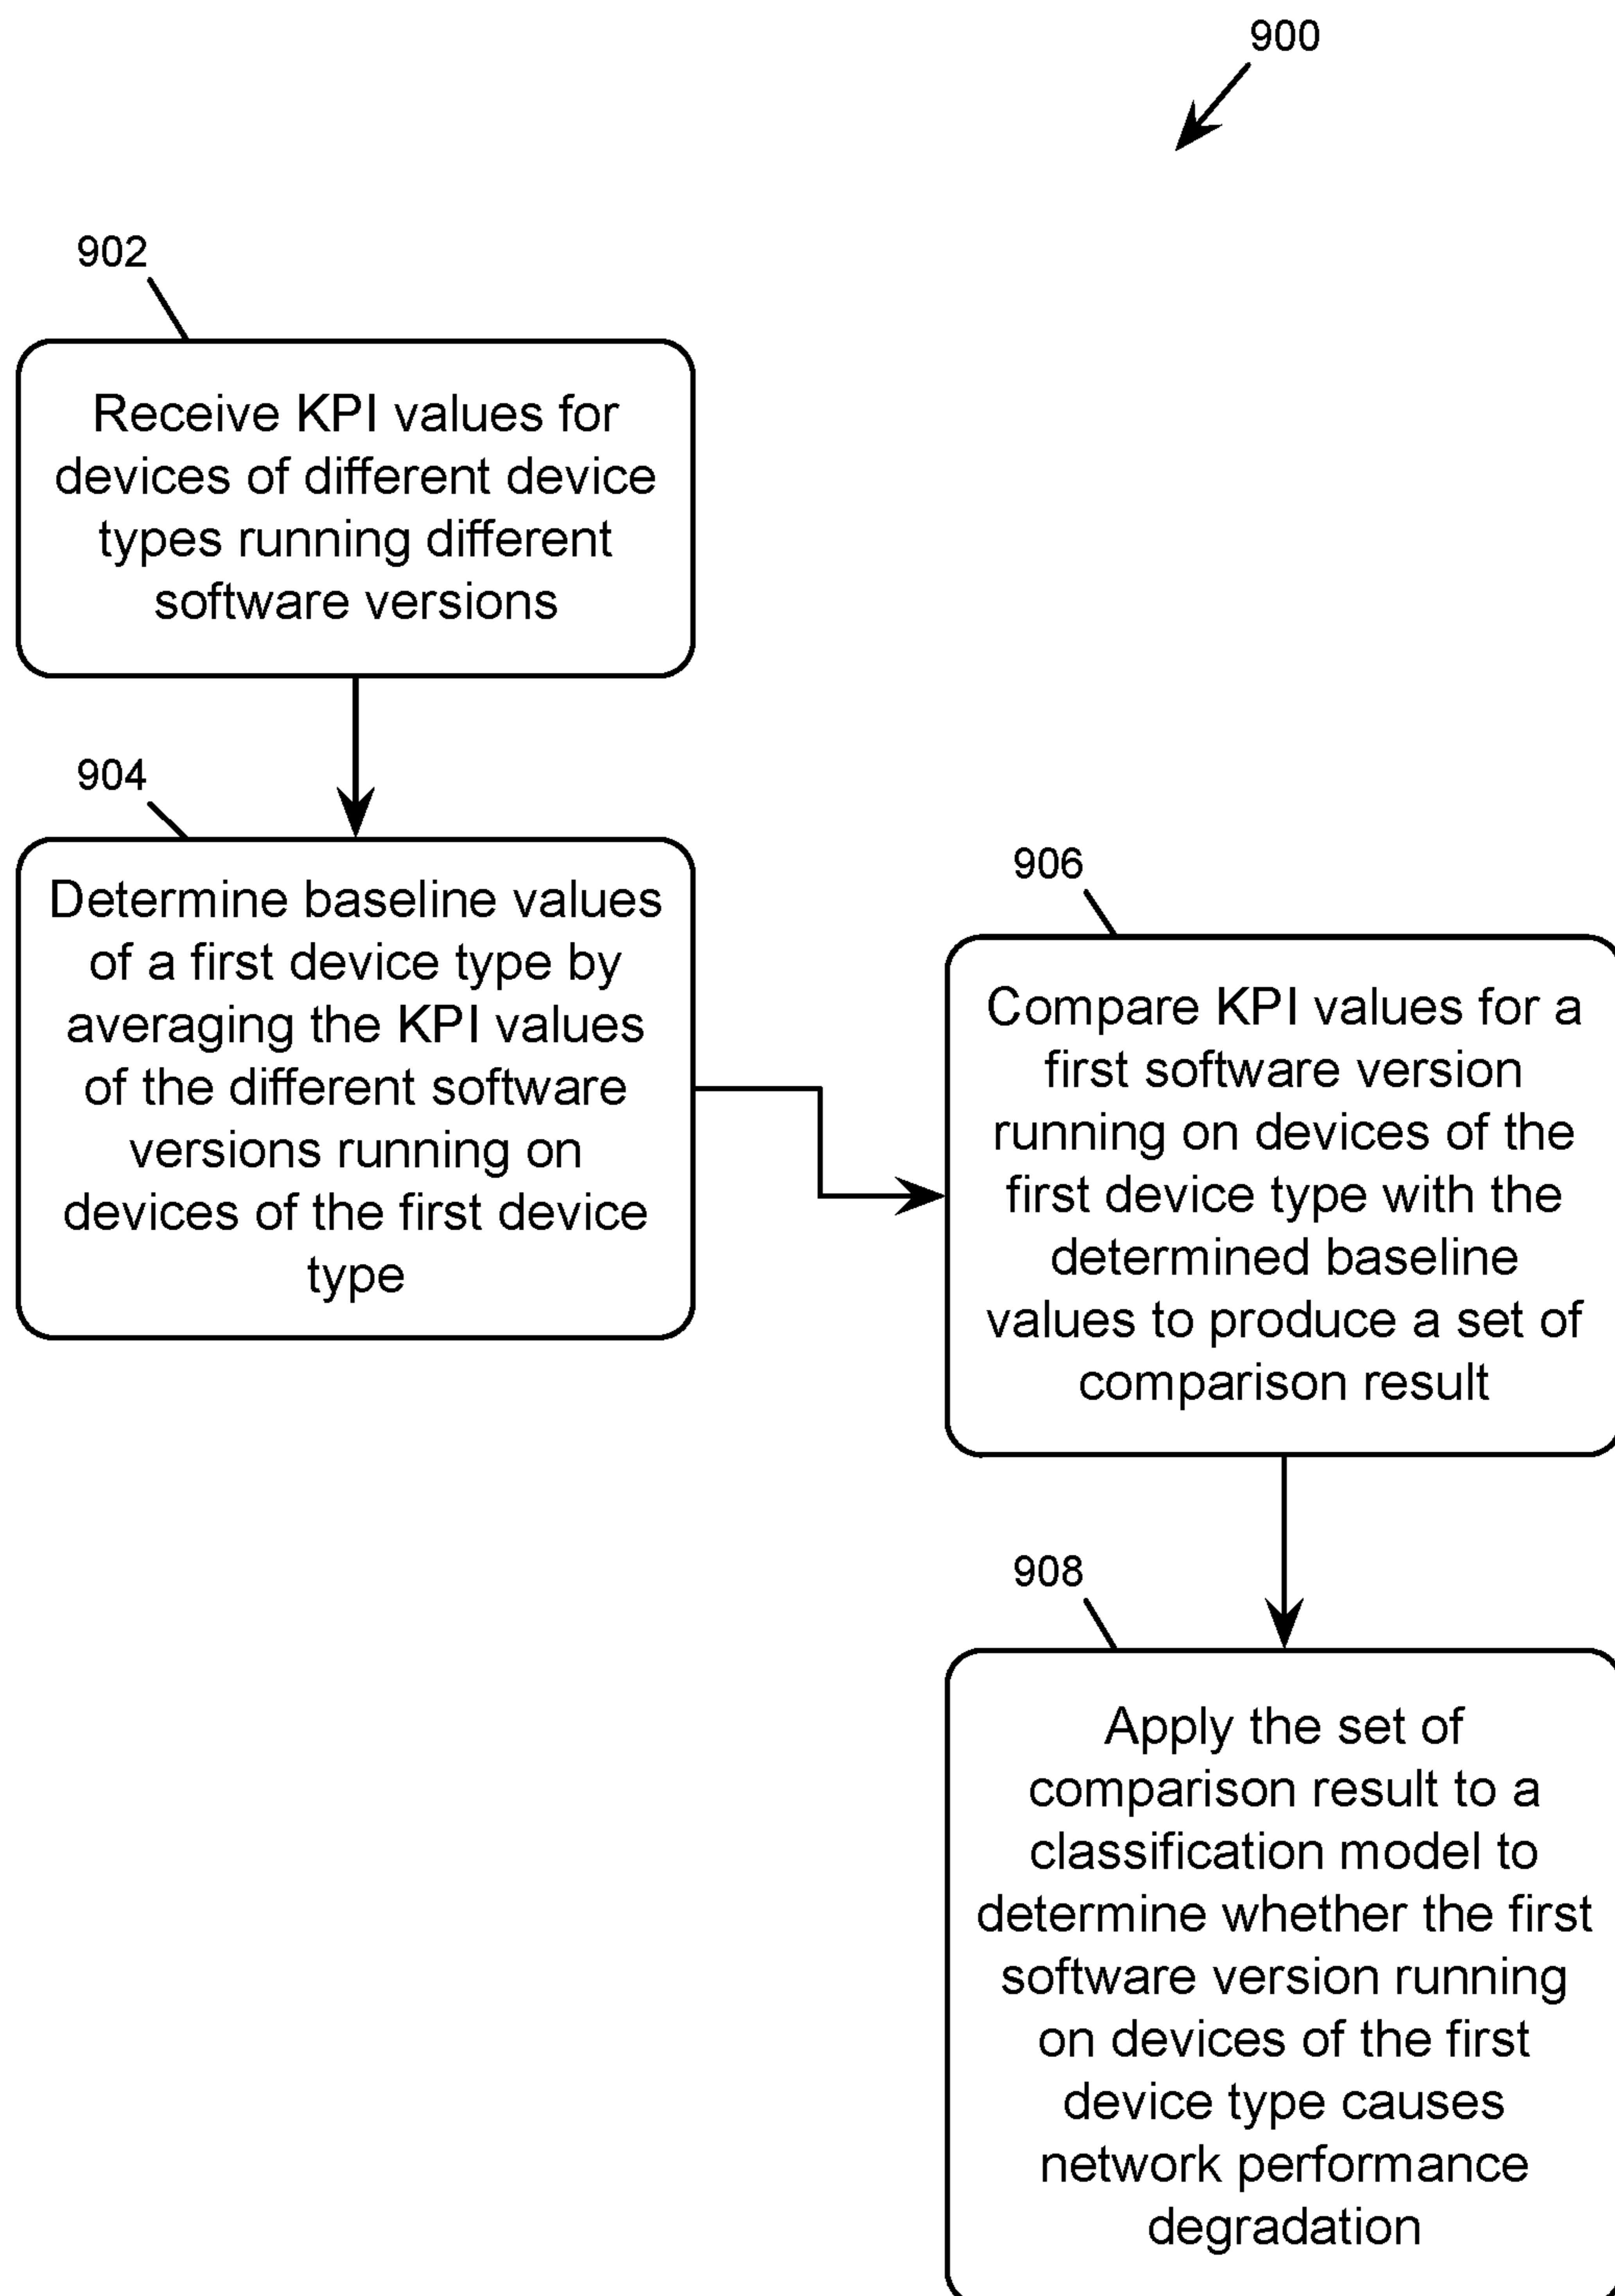 900
902
Receive KPI values for
devices of different device
types running different
software versions
904
Determine baseline values
of a first device type by
averaging the KPI values
of the different software
versions running on
devices of the first device
type
906
Compare KPI values for a
first software version
running on devices of the
first device type with the
determined baseline
values to produce a set of
comparison result
908
Apply the set of
comparison result to a
classification model to
determine whether the first
software version running
on devices of the first
device type causes
network performance
degradation